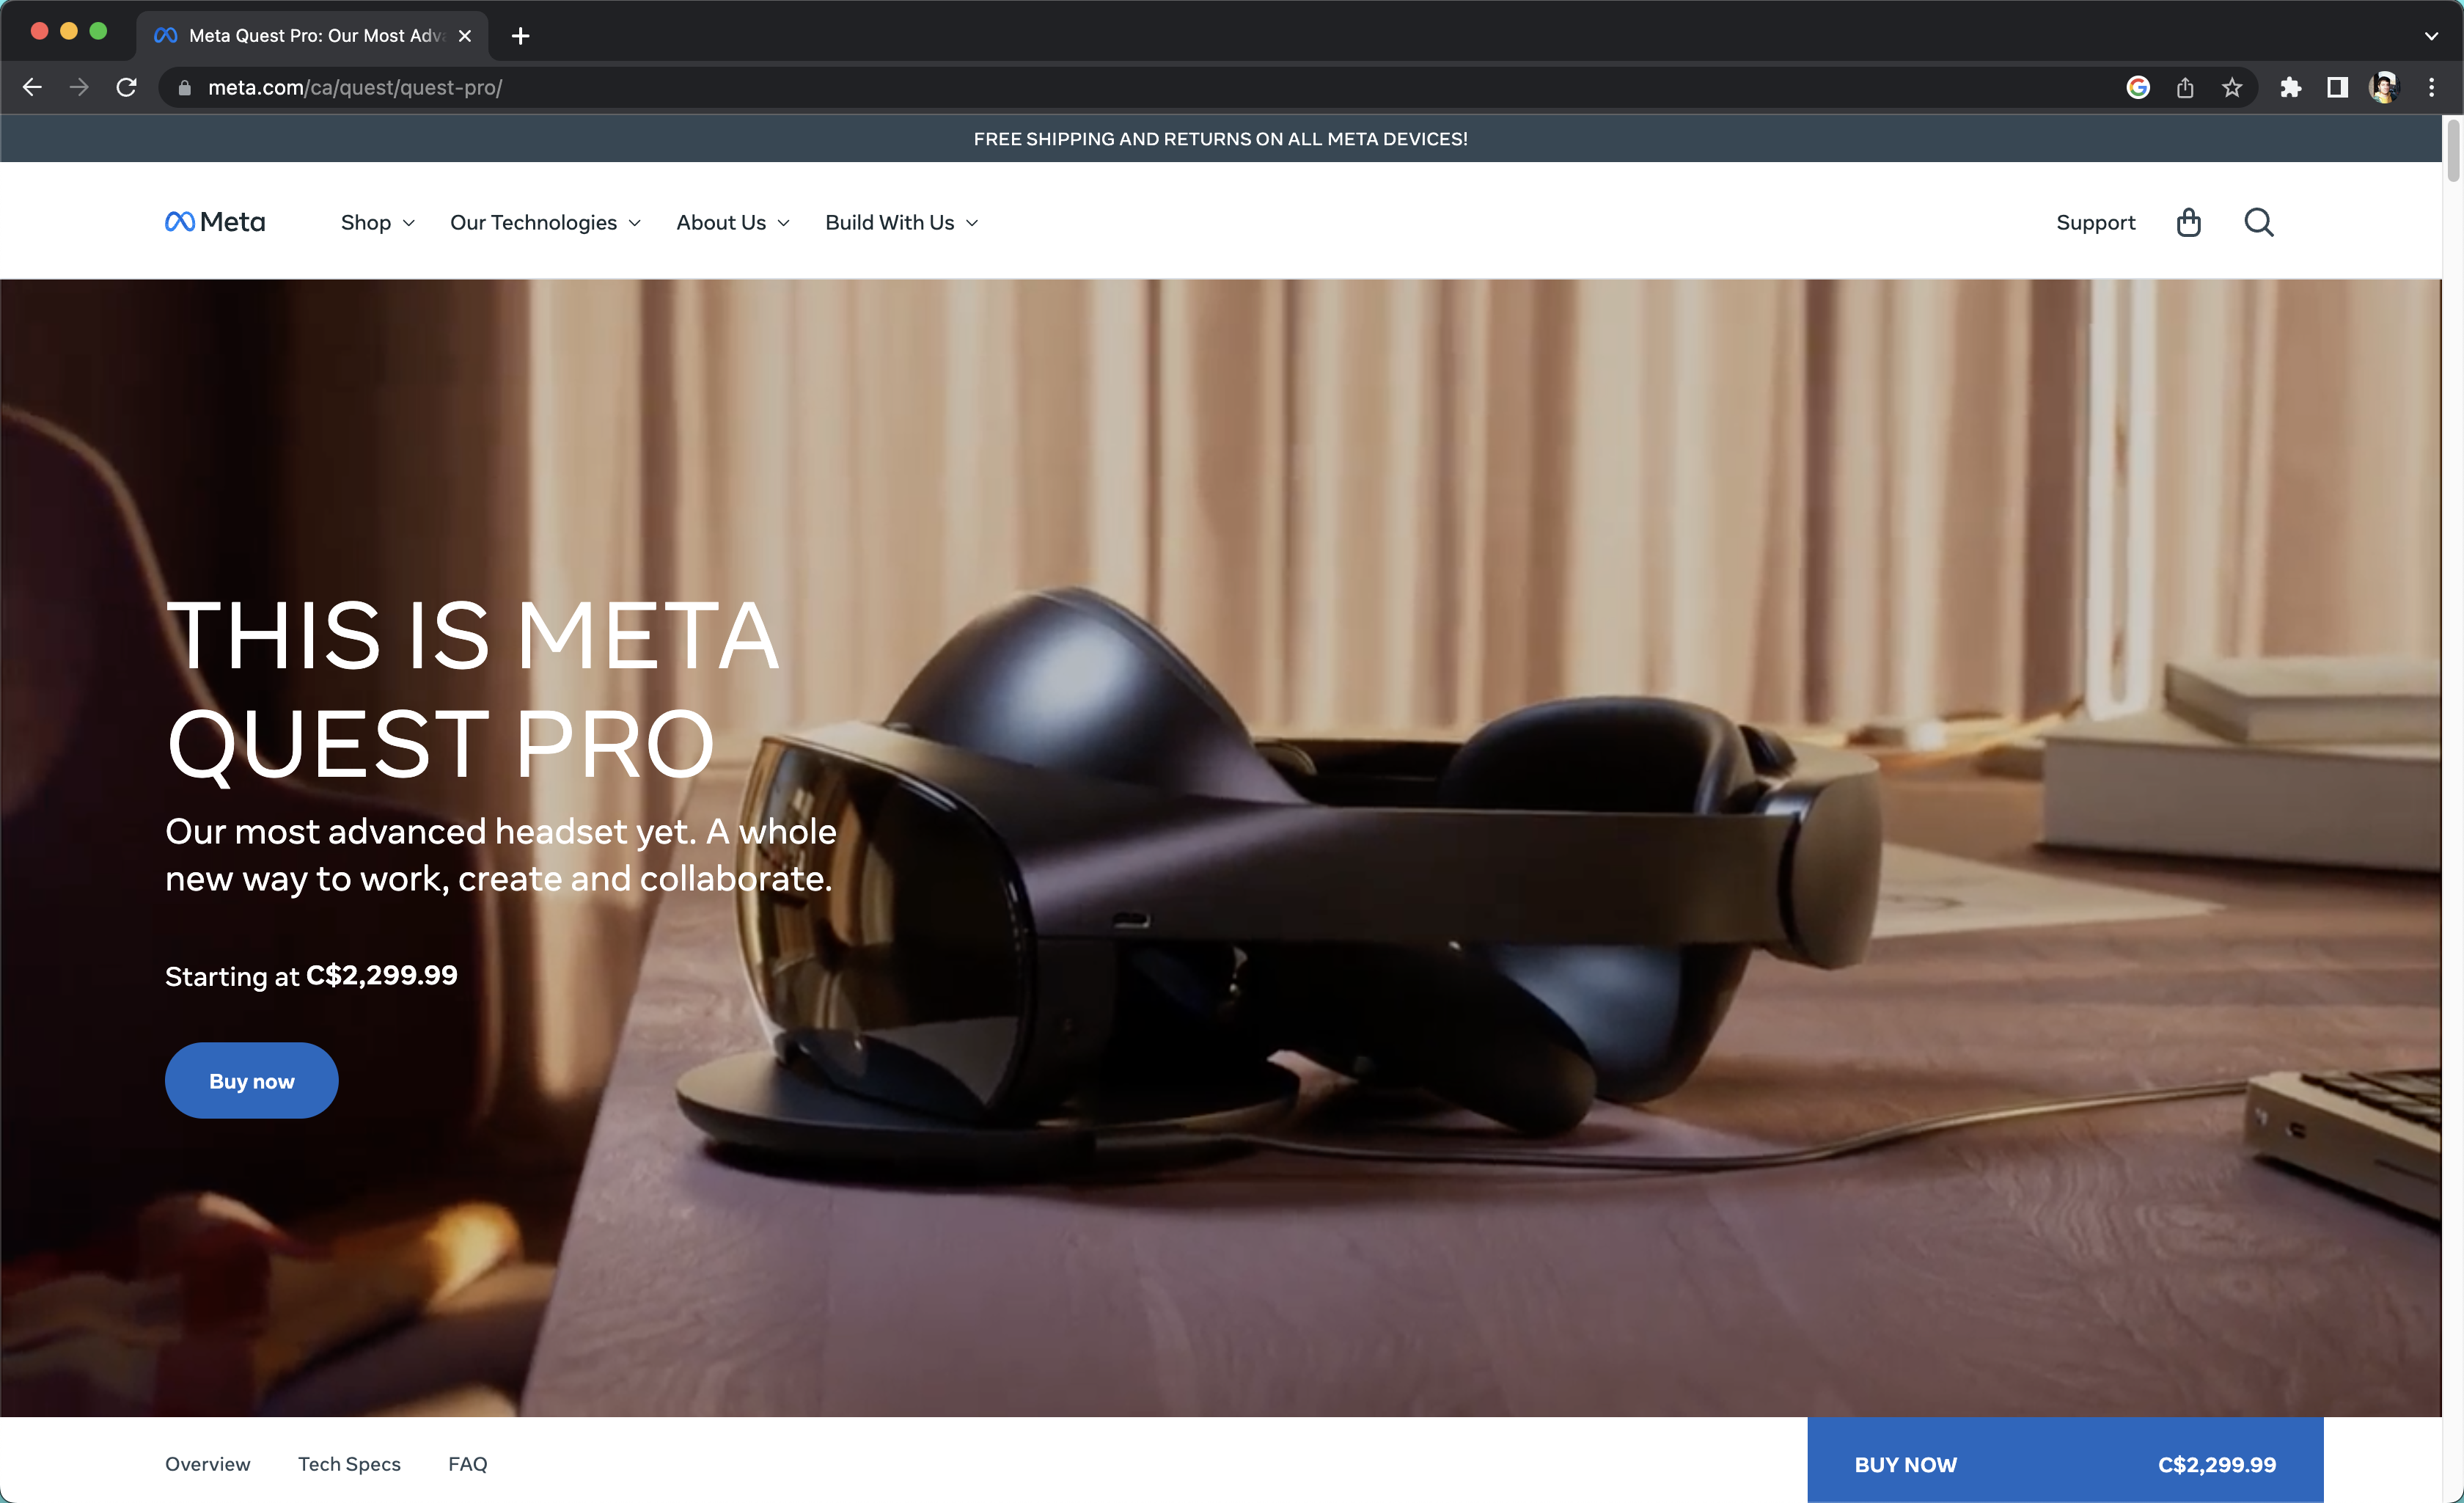 Meta Quest Pro: Our Most Adv
meta.com/ca/quest/quest-pro/
FREE SHIPPING AND RETURNS ON ALL META DEVICES!
Meta
Shop
Our Technologies
About Us
Build With Us
Support
THIS IS META
QUEST PRO
Our most advanced headset yet. A whole
new way to work, create and collaborate.
Starting at C$2,299.99
Buy now
Overview
Tech Specs
FAQ
BUY NOW
C$2,299.99